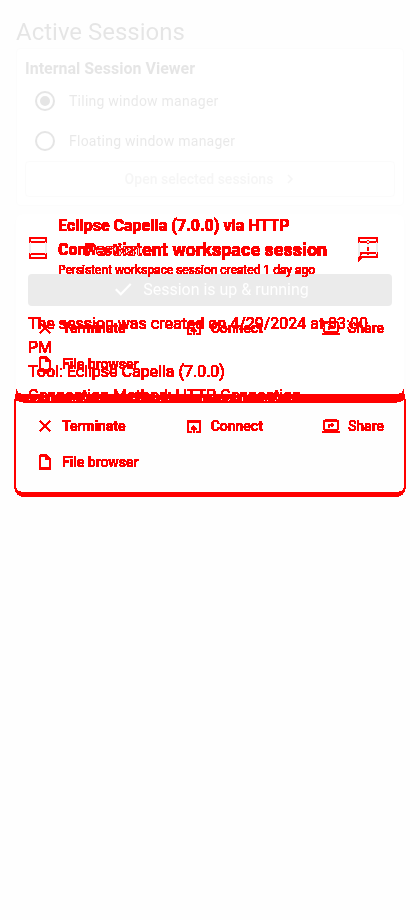 Active Sessions
Internal Session Viewer
Tiling window manager
Floating window manager
Open selected sessions
Eclipse Capella (7.0.0) via HTTP
Persistent workspace session
Persistent workspace session created 1 day ago
Session is up & running
The session was created on 4/29/2024 at 03:00
Terminate Connect Share
PM
File browser
Tool: Eclipse Capella (7.0.0)
Connection Method: HTTP Connection
Terminate Connect Share
File browser